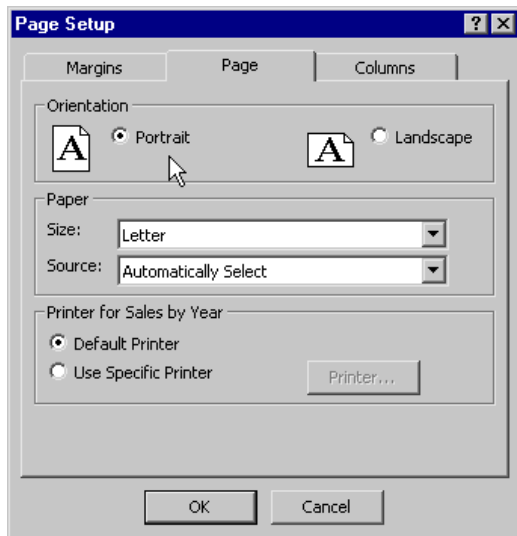 Page Setup ? ×
Margins Page Columns
Orientation
A Portrait A Landscape
Paper
Size: Letter
Source: Automatically Select
Printer for Sales by Year
Default Printer
Use Specific Printer Printer...
OK Cancel